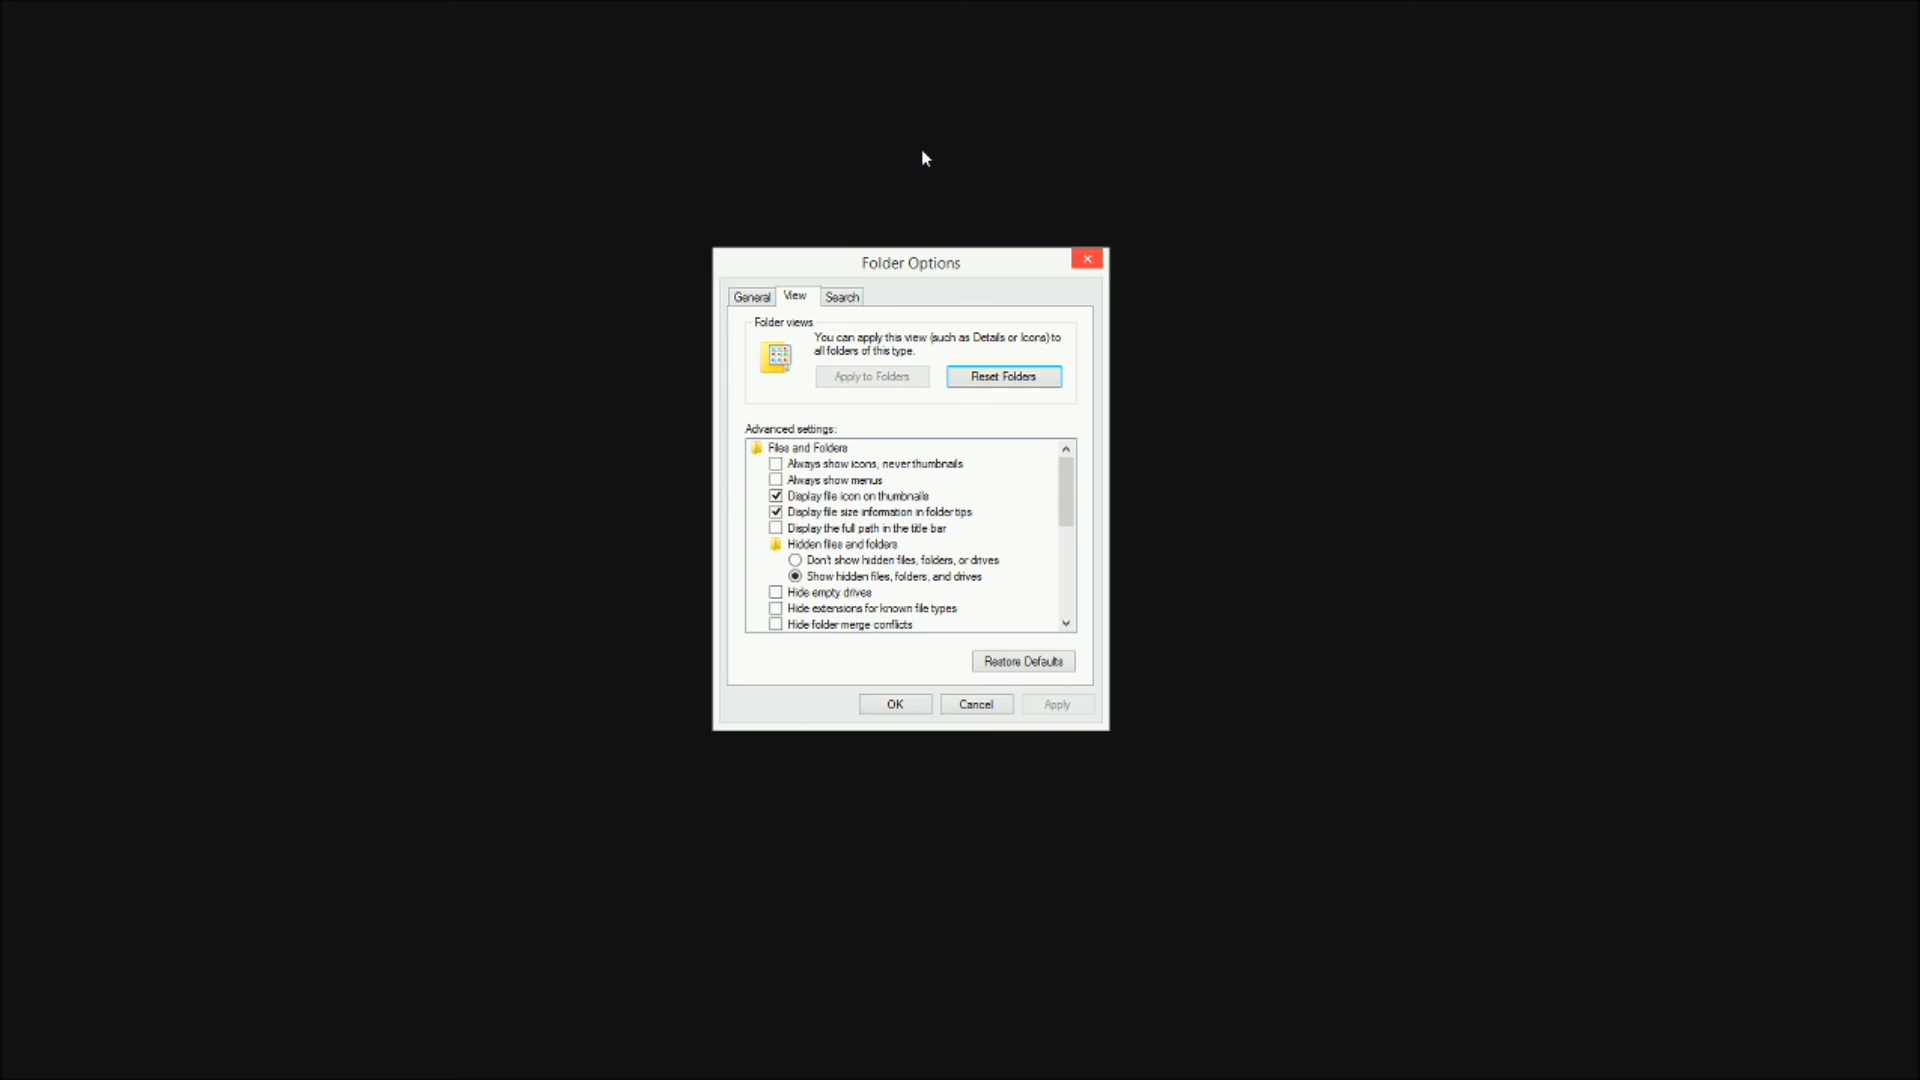 Folder Options
General View Search
Folder views
You can apply this view (such as Details or Icons) to
all folders of this type.
Apply to Folders Reset Folders
Advanced settings:
Files and Folders
Always show icons, never thumbnails
Always show menus
Display file icon on thumbnails
Display file size information in folder tips
Display the full path in the title bar
Hidden files and folders
Don't show hidden files, folders, or drives
Show hidden files, folders, and drives
Hide empty drives
Hide extensions for known file types
Hide folder merge conflicts
Restore Defaults
OK Cancel Apply